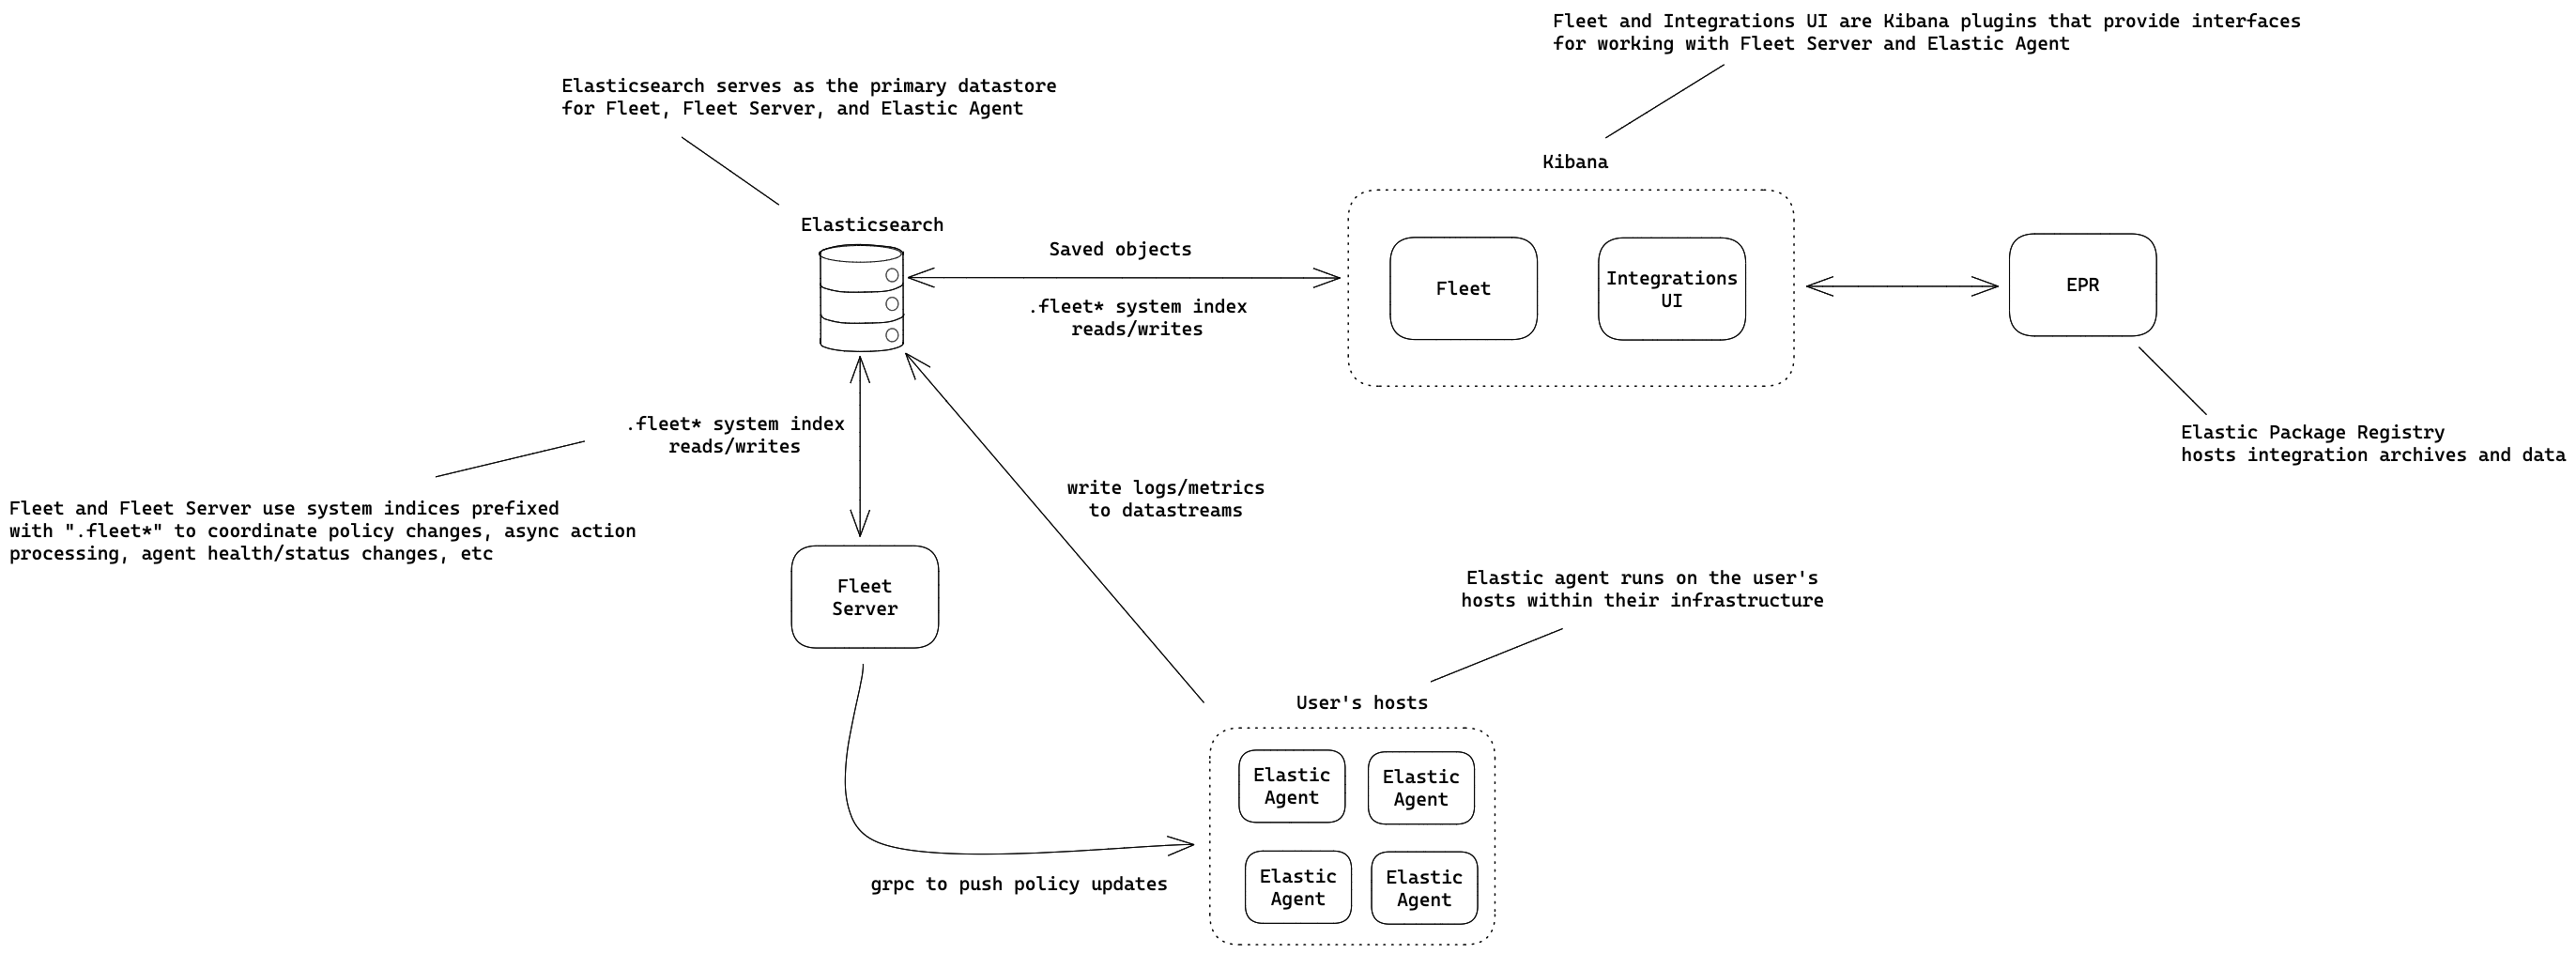 Fleet and Integrations UI are Kibana plugins that provide interfaces
for working with Fleet Server and Elastic Agent
Elasticsearch serves as the primary datastore
for Fleet, Fleet Server, and Elastic Agent
Kibana
Elasticsearch
Saved objects
.fleet* system index
reads/writes
Fleet
Integrations
UI
EPR
Elastic Package Registry
hosts integration archives and data
.fleet* system index
reads/writes
Fleet and Fleet Server use system indices prefixed
with ".fleet*" to coordinate policy changes, async action
processing, agent health/status changes, etc
write logs/metrics
to datastreams
Fleet
Server
Elastic agent runs on the user's
hosts within their infrastructure
User's hosts
Elastic
Agent
Elastic
Agent
Elastic
Agent
Elastic
Agent
grpc to push policy updates